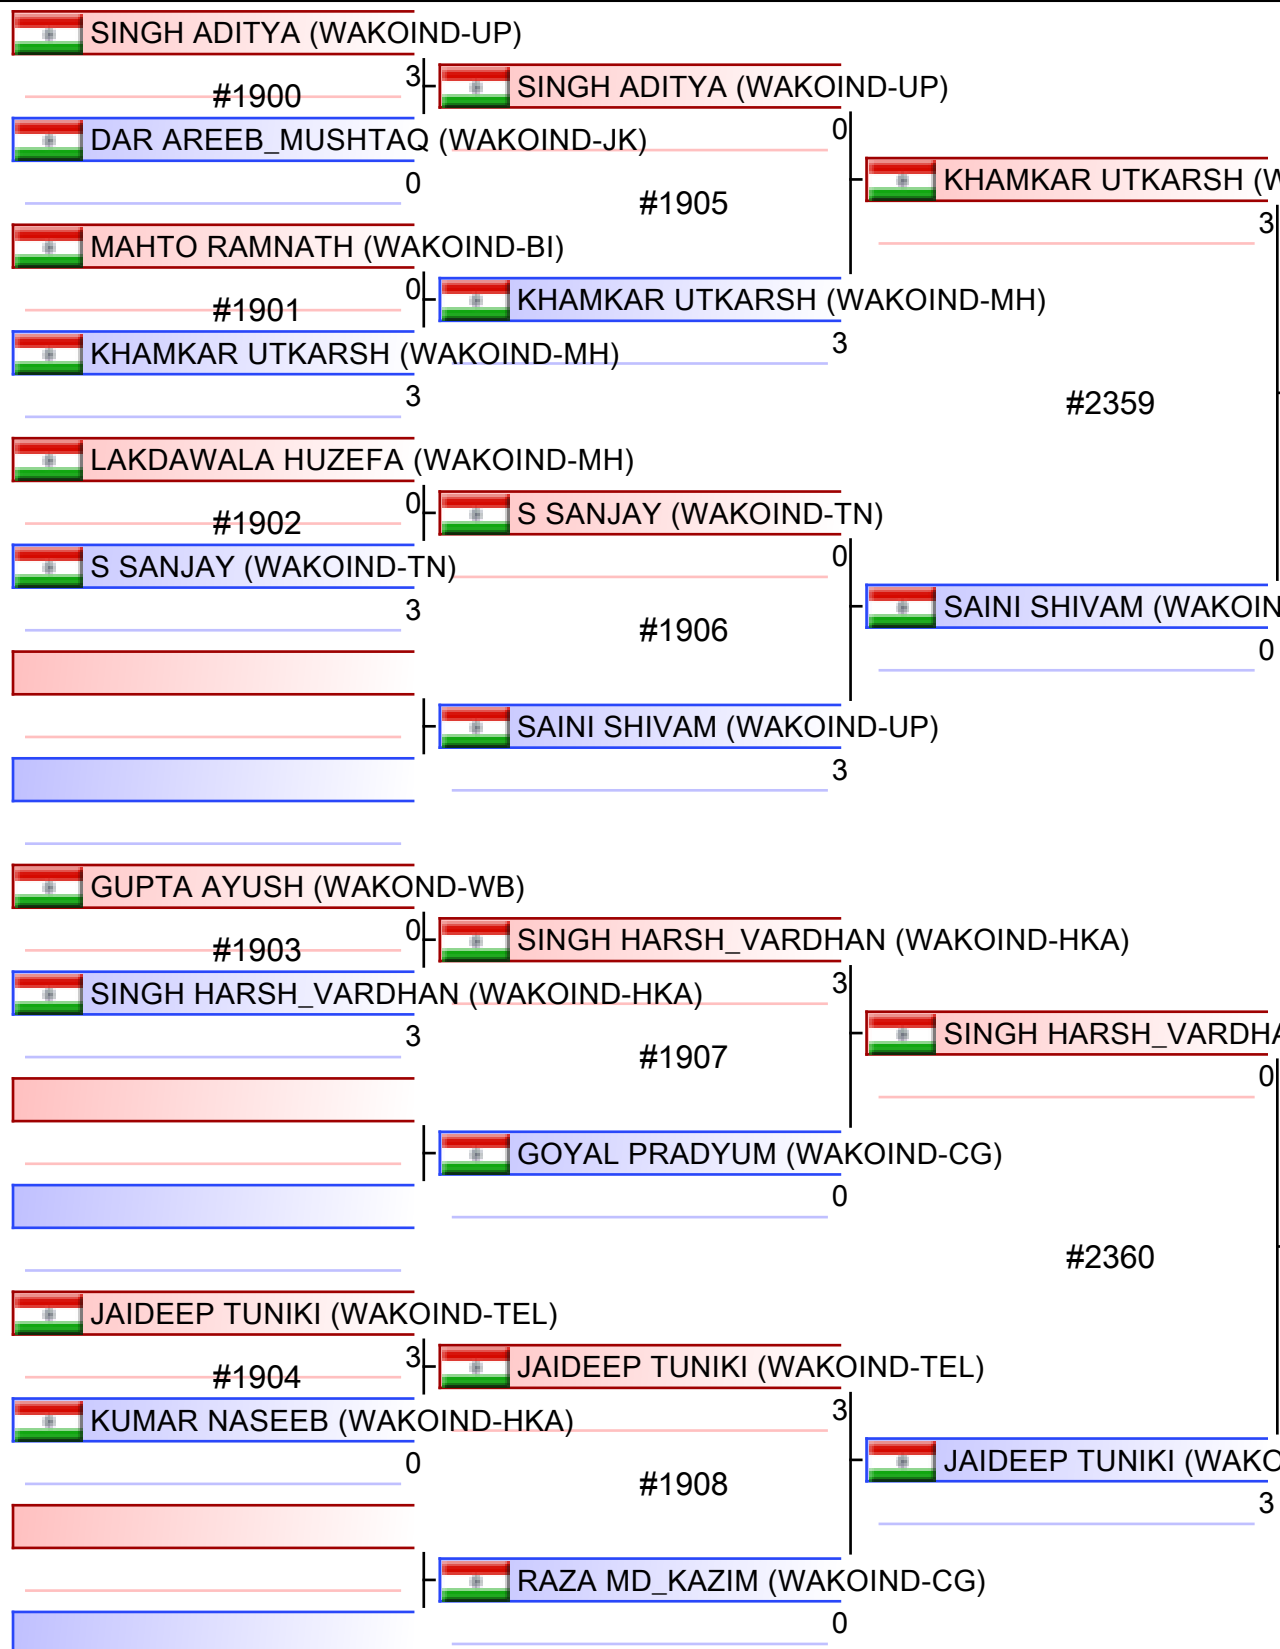 SINGH ADITYA (WAKOIND-UP)
3
#1900
DAR AREEB_MUSHTAQ (WAKOIND-JK)
0
MAHTO RAMNATH (WAKOIND-BI)
0
#1901
KHAMKAR UTKARSH (WAKOIND-MH)
3
LAKDAWALA HUZEFA (WAKOIND-MH)
0
#1902
S SANJAY (WAKOIND-TN)
3
GUPTA AYUSH (WAKOND-WB)
0
#1903
SINGH HARSH_VARDHAN (WAKOIND-HKA)
3
JAIDEEP TUNIKI (WAKOIND-TEL)
3
#1904
KUMAR NASEEB (WAKOIND-HKA)
0
SINGH ADITYA (WAKOIND-UP)
0
#1905
KHAMKAR UTKARSH (WAKOIND-MH)
3
S SANJAY (WAKOIND-TN)
0
#1906
SAINI SHIVAM (WAKOIND-UP)
3
SINGH HARSH_VARDHAN (WAKOIND-HKA)
3
#1907
GOYAL PRADYUM (WAKOIND-CG)
0
JAIDEEP TUNIKI (WAKOIND-TEL)
3
#1908
RAZA MD_KAZIM (WAKOIND-CG)
0
KHAMKAR UTKARSH (W
3
#2359
SAINI SHIVAM (WAKOIN
0
SINGH HARSH_VARDHA
0
#2360
JAIDEEP TUNIKI (WAKO
3